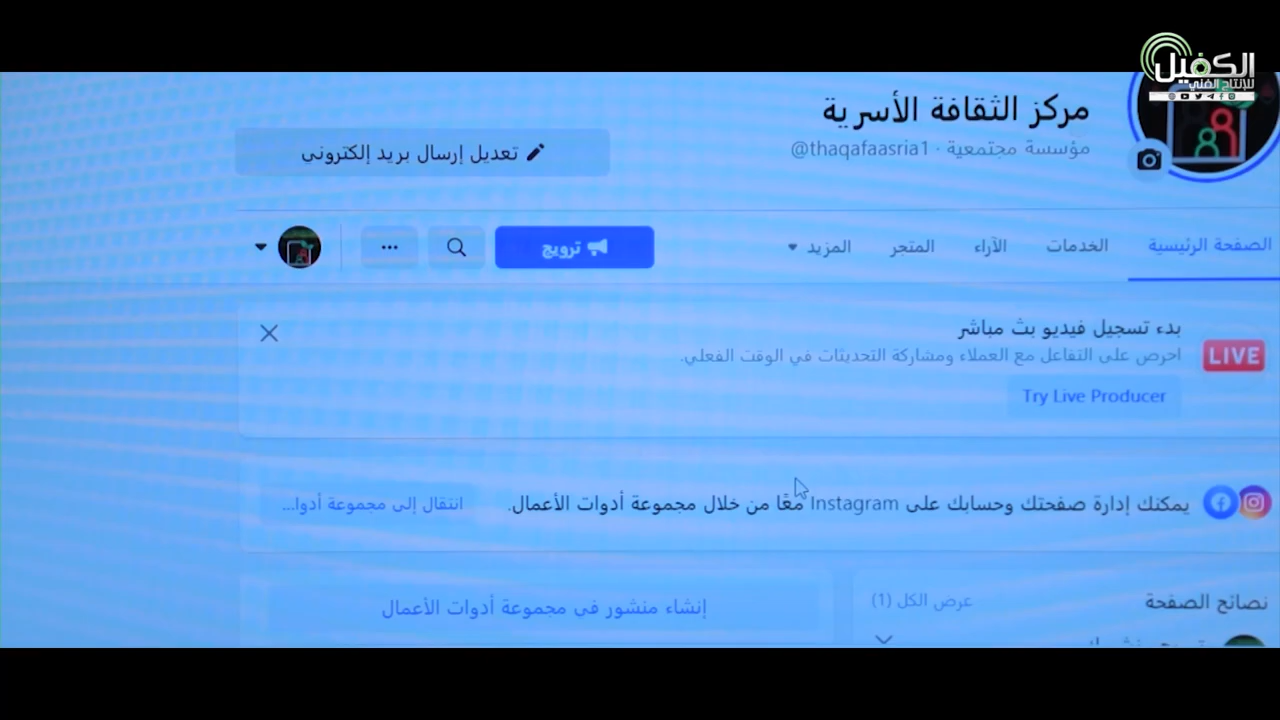 الكفيل
للإنتاج الفني
مركز الثقافة الأسرية
مؤسسة مجتمعية · @thaqafaasria1
تعديل إرسال بريد إلكتروني
الصفحة الرئيسية
الخدمات
الآراء
المتجر
المزيد
ترويج
بدء تسجيل فيديو بث مباشر
LIVE
احرص على التفاعل مع العملاء ومشاركة التحديثات في الوقت الفعلي.
Try Live Producer
يمكنك إدارة صفحتك وحسابك على Instagram معًا من خلال مجموعة أدوات الأعمال.
انتقال إلى مجموعة أدوا...
نصائح الصفحة
عرض الكل (1)
إنشاء منشور في مجموعة أدوات الأعمال